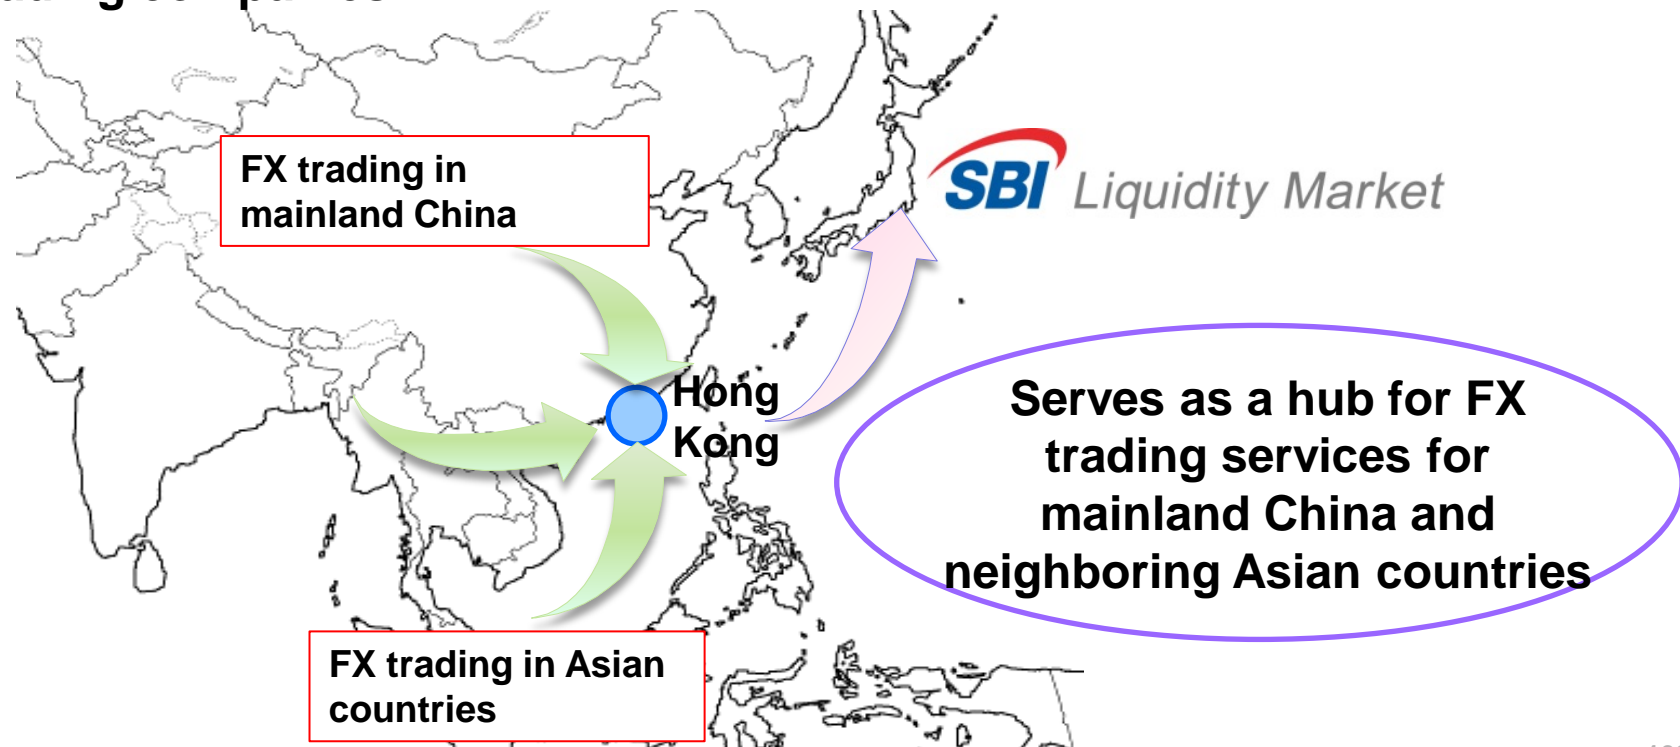 FX trading in
mainland China
SBI Liquidity Market
Hong
Kong
Serves as a hub for FX
trading services for
mainland China and
neighboring Asian countries
FX trading in Asian
countries